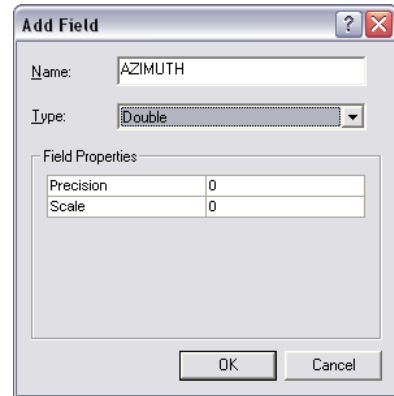 Add Field
Name: AZIMUTH
Type: Double
Field Properties
Precision 0
Scale 0
OK Cancel